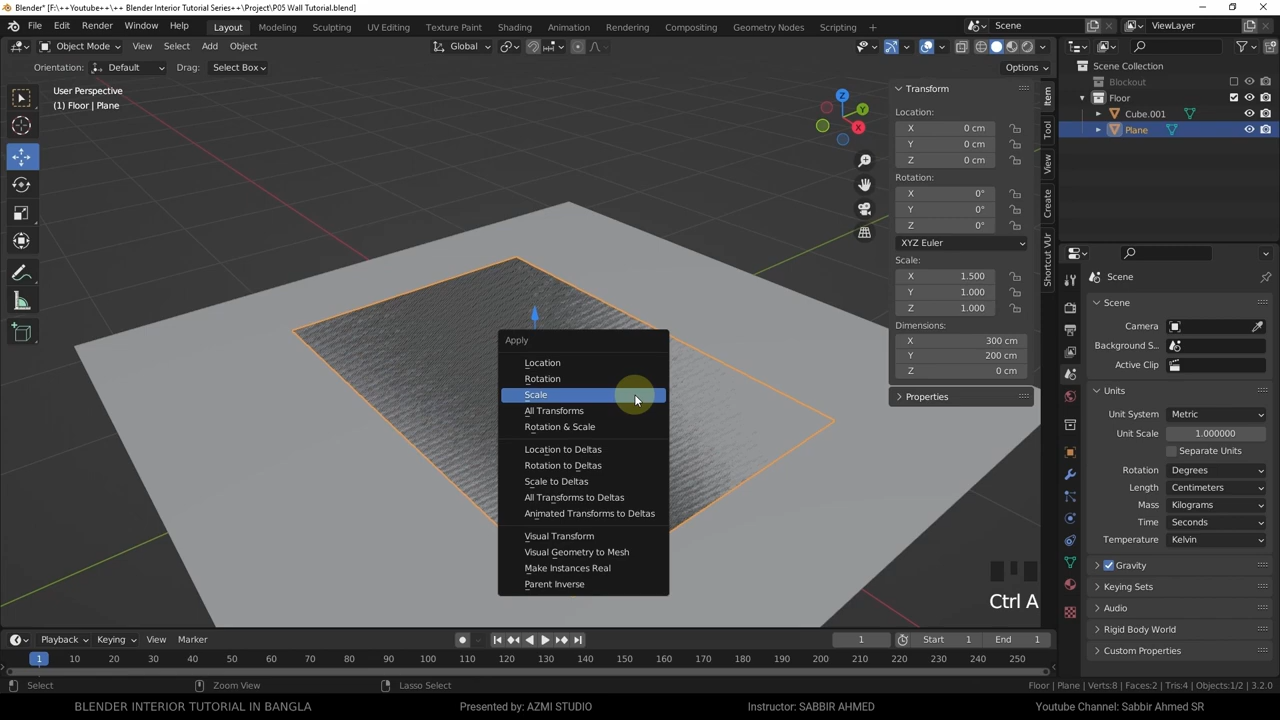 Blender* [F:\++Youtube++\++ Blender Interior Tutorial Series++\Project\P05 Wall Tutorial.blend]
File Edit Render Window Help Layout Modeling Sculpting UV Editing Texture Paint Shading Animation Rendering Compositing Geometry Nodes Scripting + Scene ViewLayer
Object Mode View Select Add Object Global
Orientation: Default Drag: Select Box Options
User Perspective
(1) Floor | Plane
Z
Y
X
Transform
Location:
X 0 cm
Y 0 cm
Z 0 cm
Rotation:
X 0°
Y 0°
Z 0°
XYZ Euler
Scale:
X 1.500
Y 1.000
Z 1.000
Dimensions:
X 300 cm
Y 200 cm
Z 0 cm
Properties
Item
Tool
View
Create
Shortcut VUr
Scene Collection
Blockout
Floor
Cube.001
Plane
Scene
Scene
Camera
Background S...
Active Clip
Units
Unit System Metric
Unit Scale 1.000000
Separate Units
Rotation Degrees
Length Centimeters
Mass Kilograms
Time Seconds
Temperature Kelvin
Gravity
Keying Sets
Audio
Rigid Body World
Custom Properties
Apply
Location
Rotation
Scale
All Transforms
Rotation & Scale
Location to Deltas
Rotation to Deltas
Scale to Deltas
All Transforms to Deltas
Animated Transforms to Deltas
Visual Transform
Visual Geometry to Mesh
Make Instances Real
Parent Inverse
Ctrl A
Playback Keying View Marker 1 Start 1 End 1
1 10 20 30 40 50 60 70 80 90 100 110 120 130 140 150 160 170 180 190 200 210 220 230 240 250
Select Zoom View Lasso Select Floor | Plane | Verts:8 | Faces:2 | Tris:4 | Objects:1/2 | 3.2.0
BLENDER INTERIOR TUTORIAL IN BANGLA Presented by: AZMI STUDIO Instructor: SABBIR AHMED Youtube Channel: Sabbir Ahmed SR